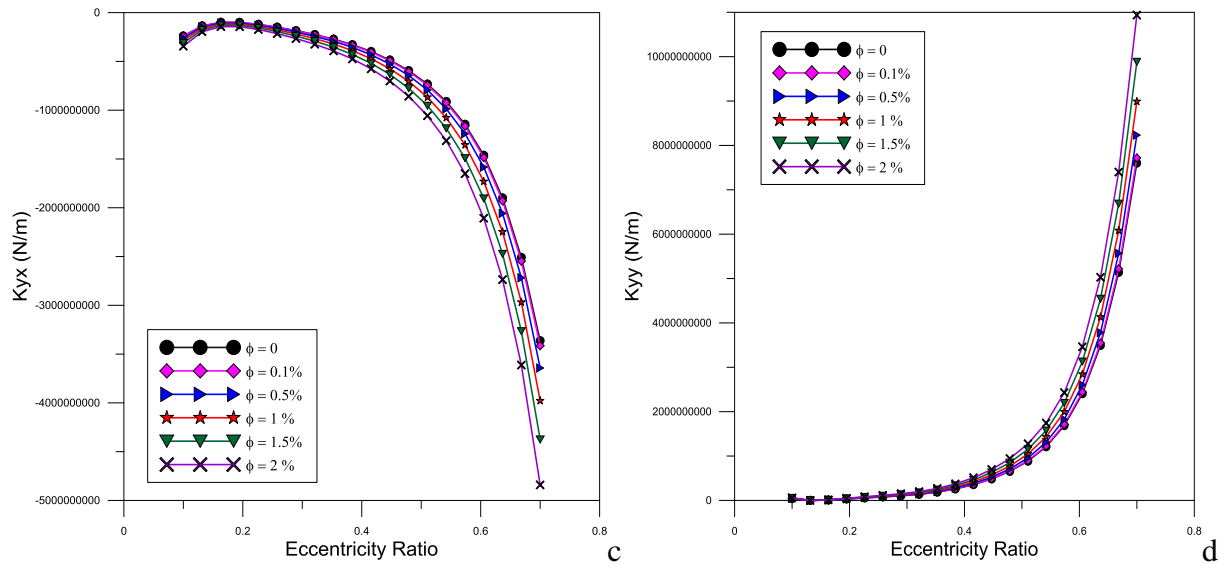 0
-1000000000
-2000000000
-3000000000
-4000000000
-5000000000
Kyx (N/m)
ϕ = 0
ϕ = 0.1%
ϕ = 0.5%
ϕ = 1 %
ϕ = 1.5%
ϕ = 2 %
0 0.2 0.4 0.6 0.8
Eccentricity Ratio
c
10000000000
8000000000
6000000000
4000000000
2000000000
0
Kyy (N/m)
ϕ = 0
ϕ = 0.1%
ϕ = 0.5%
ϕ = 1 %
ϕ = 1.5%
ϕ = 2 %
0 0.2 0.4 0.6 0.8
Eccentricity Ratio
d